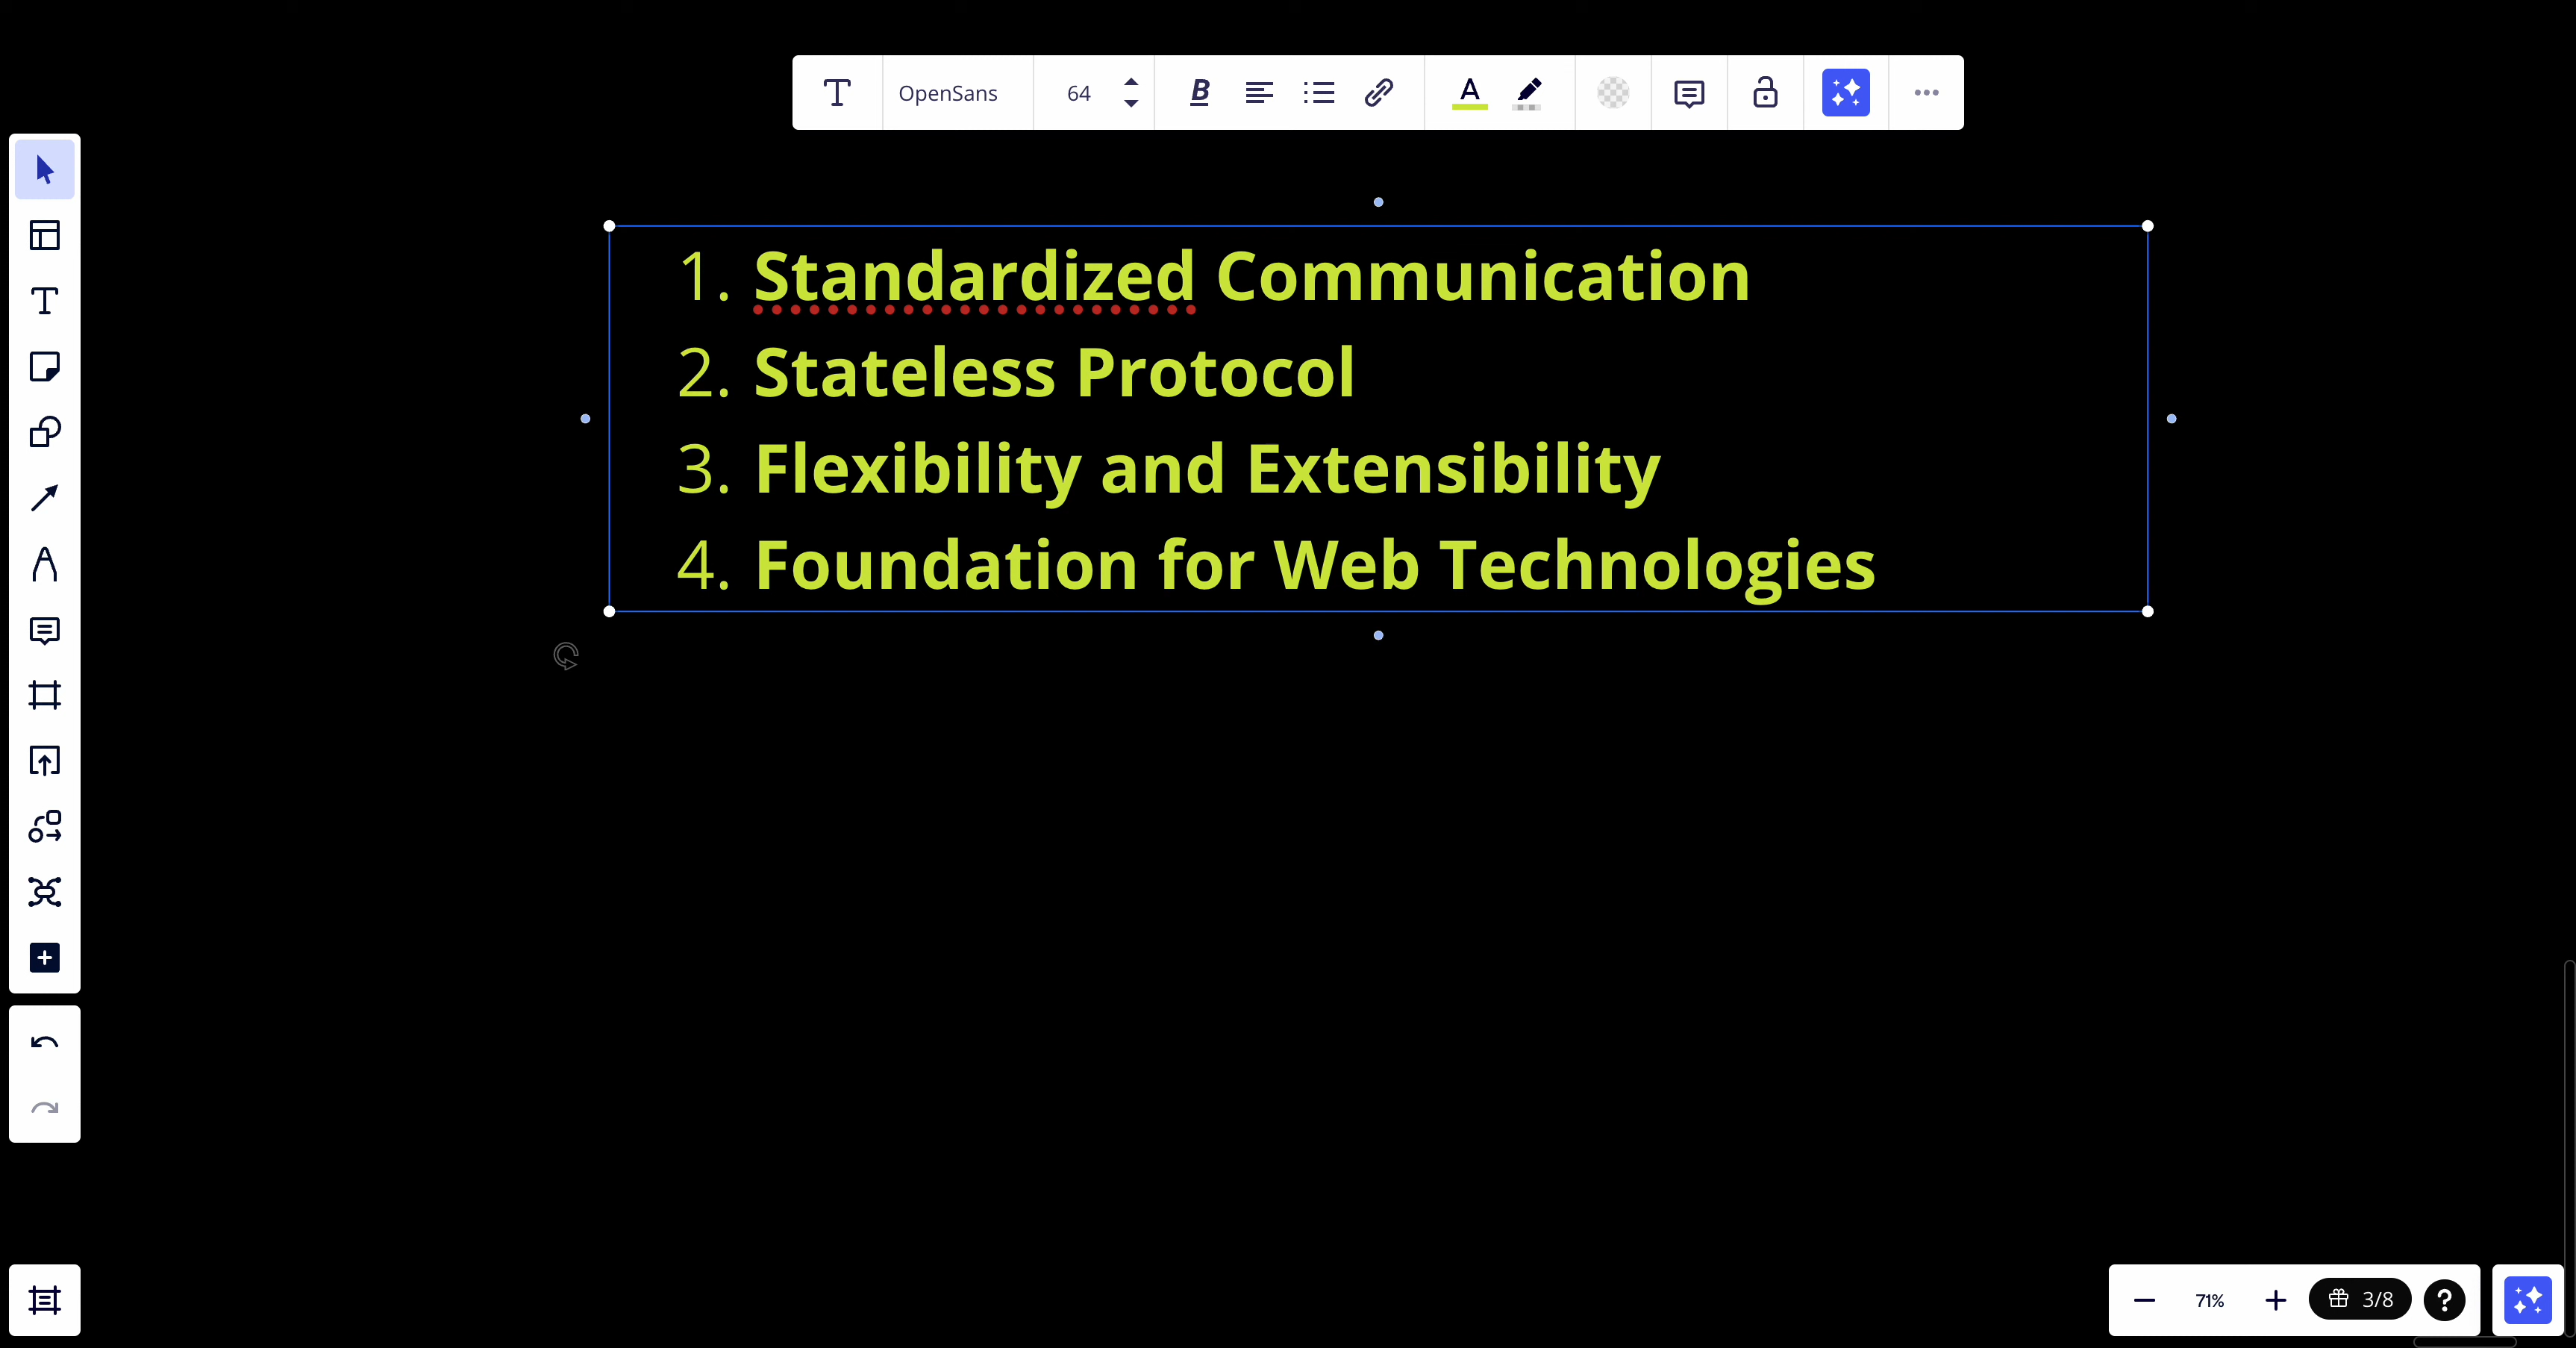 OpenSans 64
1. Standardized Communication
2. Stateless Protocol
3. Flexibility and Extensibility
4. Foundation for Web Technologies
71% 3/8 ?